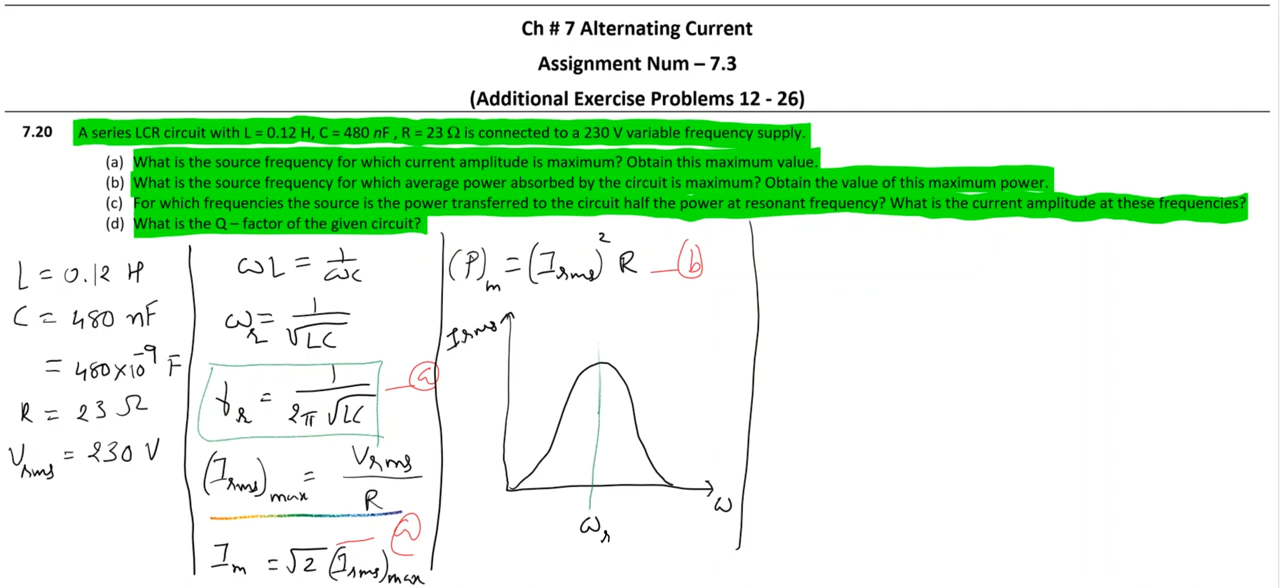 Ch # 7 Alternating Current
Assignment Num – 7.3
(Additional Exercise Problems 12 - 26)
7.20 A series LCR circuit with L = 0.12 H, C = 480 nF , R = 23 Ω is connected to a 230 V variable frequency supply.
(a) What is the source frequency for which current amplitude is maximum? Obtain this maximum value.
(b) What is the source frequency for which average power absorbed by the circuit is maximum? Obtain the value of this maximum power.
(c) For which frequencies the source is the power transferred to the circuit half the power at resonant frequency? What is the current amplitude at these frequencies?
(d) What is the Q – factor of the given circuit?
L = 0.12 H
C = 480 nF
= 480×10⁻⁹ F
R = 23 Ω
Vrms = 230 V
ωL = 1/ωC
ωr = 1/√LC
fr = 1/2π√LC — (a)
(Irms)max = Vrms/R
Im = √2 (Irms)max — (a)
(P)m = (Irms)² R — (b)
Irms
ω
ωr